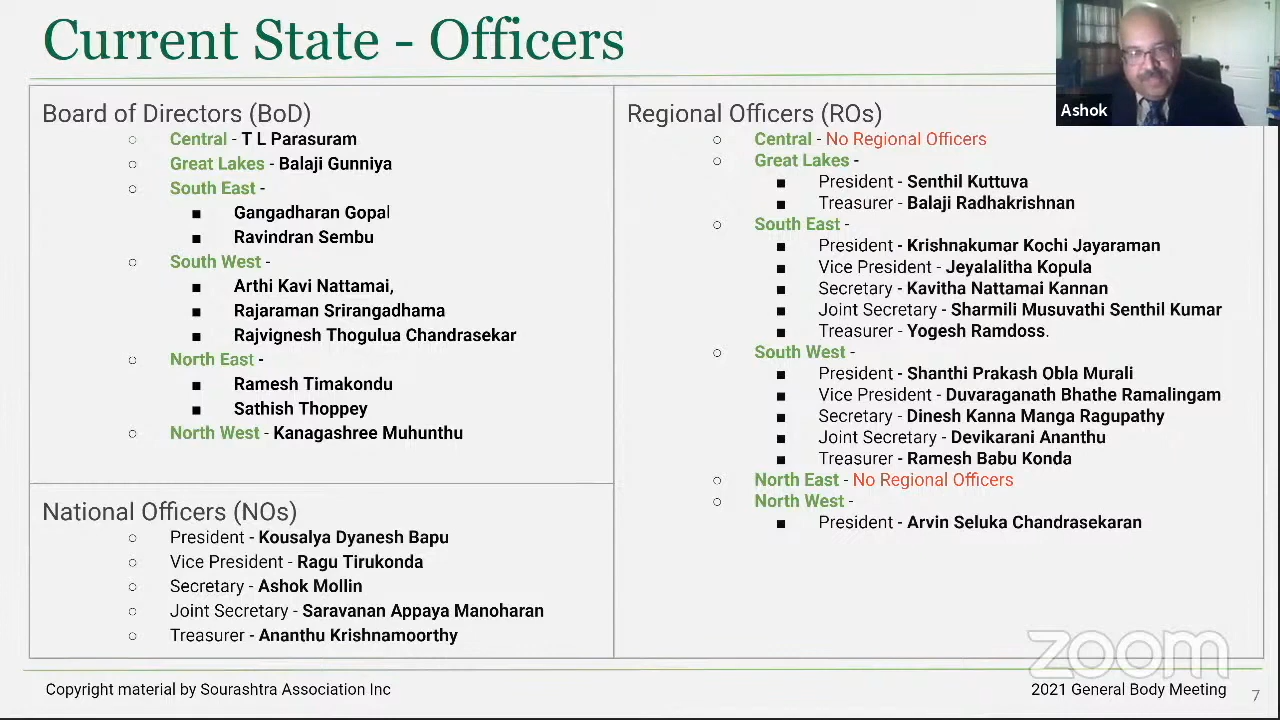 Current State - Officers
Ashok
Board of Directors (BoD)
Central - T L Parasuram
Great Lakes - Balaji Gunniya
South East -
Gangadharan Gopal
Ravindran Sembu
South West -
Arthi Kavi Nattamai,
Rajaraman Srirangadhama
Rajvignesh Thogulua Chandrasekar
North East -
Ramesh Timakondu
Sathish Thoppey
North West - Kanagashree Muhunthu
National Officers (NOs)
President - Kousalya Dyanesh Bapu
Vice President - Ragu Tirukonda
Secretary - Ashok Mollin
Joint Secretary - Saravanan Appaya Manoharan
Treasurer - Ananthu Krishnamoorthy
Regional Officers (ROs)
Central - No Regional Officers
Great Lakes -
President - Senthil Kuttuva
Treasurer - Balaji Radhakrishnan
South East -
President - Krishnakumar Kochi Jayaraman
Vice President - Jeyalalitha Kopula
Secretary - Kavitha Nattamai Kannan
Joint Secretary - Sharmili Musuvathi Senthil Kumar
Treasurer - Yogesh Ramdoss.
South West -
President - Shanthi Prakash Obla Murali
Vice President - Duvaraganath Bhathe Ramalingam
Secretary - Dinesh Kanna Manga Ragupathy
Joint Secretary - Devikarani Ananthu
Treasurer - Ramesh Babu Konda
North East - No Regional Officers
North West -
President - Arvin Seluka Chandrasekaran
zoom
Copyright material by Sourashtra Association Inc
2021 General Body Meeting
7